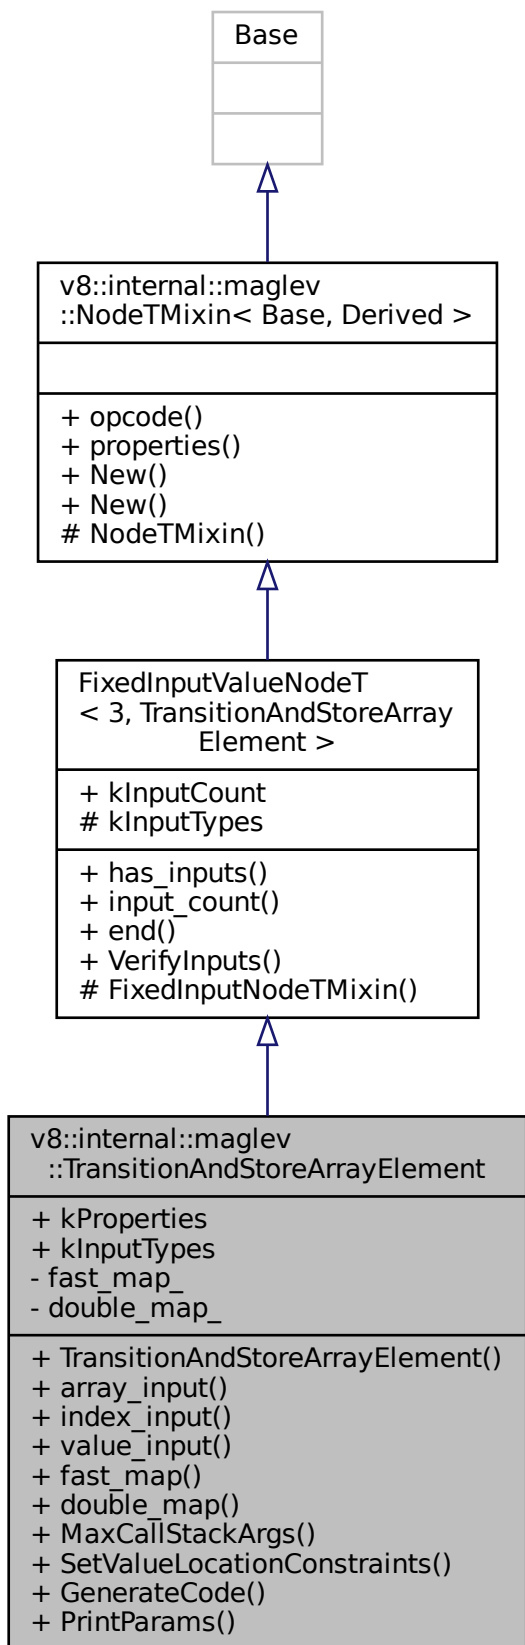 Base
v8::internal::maglev
::NodeTMixin< Base, Derived >
+ opcode()
+ properties()
+ New()
+ New()
# NodeTMixin()
FixedInputValueNodeT
< 3, TransitionAndStoreArray
Element >
+ kInputCount
# kInputTypes
+ has_inputs()
+ input_count()
+ end()
+ VerifyInputs()
# FixedInputNodeTMixin()
v8::internal::maglev
::TransitionAndStoreArrayElement
+ kProperties
+ kInputTypes
- fast_map_
- double_map_
+ TransitionAndStoreArrayElement()
+ array_input()
+ index_input()
+ value_input()
+ fast_map()
+ double_map()
+ MaxCallStackArgs()
+ SetValueLocationConstraints()
+ GenerateCode()
+ PrintParams()